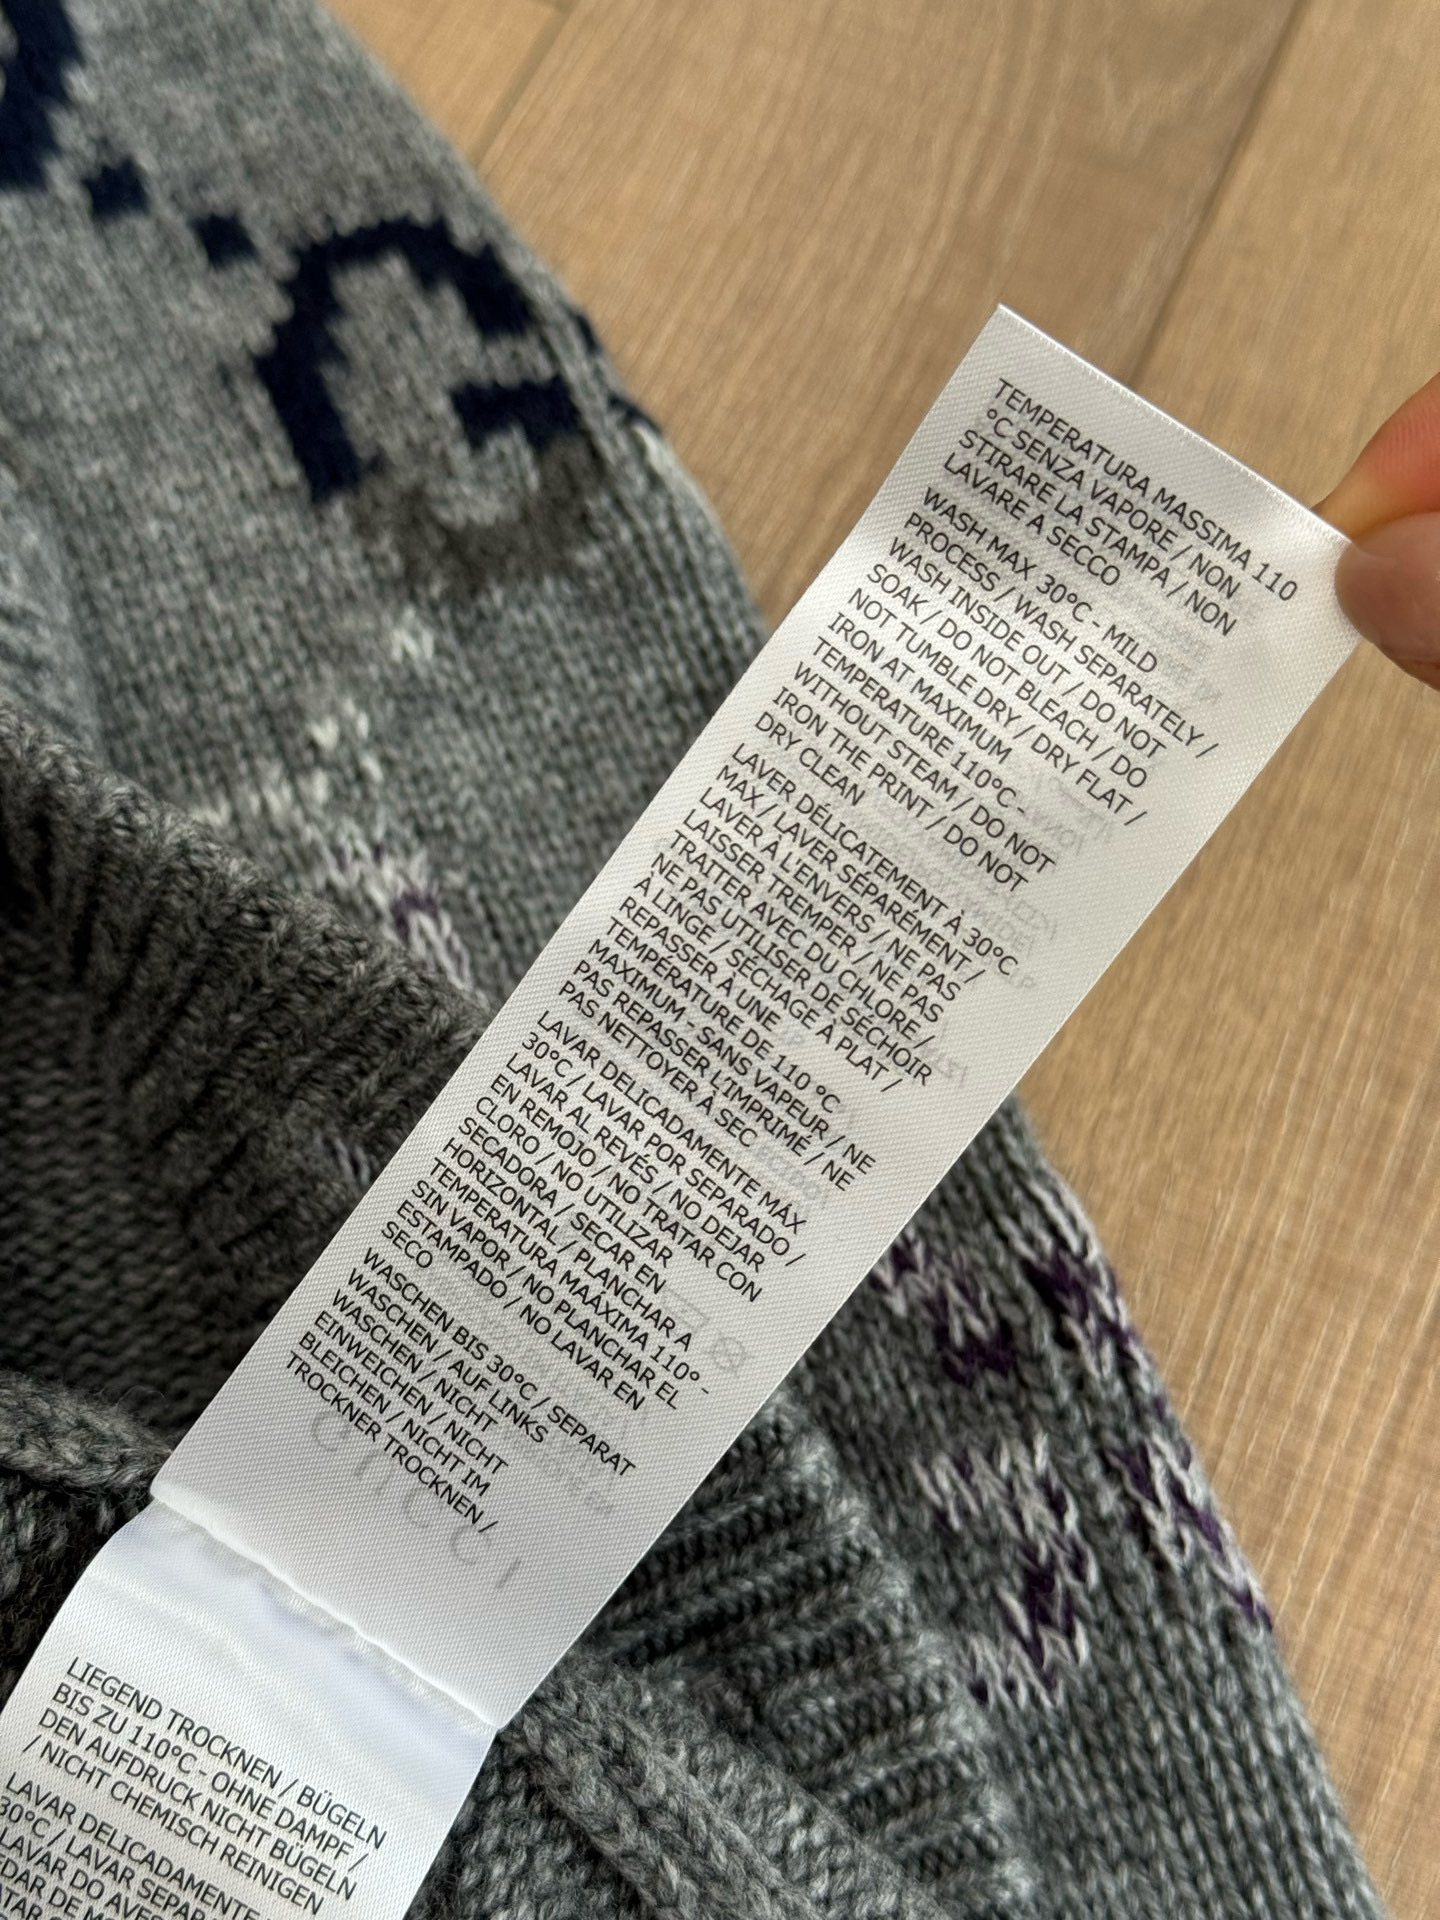 TEMPERATURA MASSIMA 110
°C SENZA VAPORE / NON
STIRARE LA STAMPA / NON
LAVARE A SECCO
WASH MAX 30°C - MILD
PROCESS / WASH SEPARATELY /
WASH INSIDE OUT / DO NOT
SOAK / DO NOT BLEACH / DO
NOT TUMBLE DRY / DRY FLAT /
IRON AT MAXIMUM
TEMPERATURE 110°C -
WITHOUT STEAM / DO NOT
IRON THE PRINT / DO NOT
DRY CLEAN
LAVER DÉLICATEMENT À 30°C
MAX / LAVER SÉPARÉMENT /
LAVER À L'ENVERS / NE PAS
LAISSER TREMPER / NE PAS
TRAITER AVEC DU CHLORE /
NE PAS UTILISER DE SÉCHOIR
À LINGE / SÉCHAGE À PLAT /
REPASSER À UNE
TEMPÉRATURE DE 110 °C
MAXIMUM - SANS VAPEUR / NE
PAS REPASSER L'IMPRIMÉ / NE
PAS NETTOYER À SEC
LAVAR DELICADAMENTE MÁX
30°C / LAVAR POR SEPARADO /
LAVAR AL REVÉS / NO DEJAR
EN REMOJO / NO TRATAR CON
CLORO / NO UTILIZAR
SECADORA / SECAR EN
HORIZONTAL / PLANCHAR A
TEMPERATURA MAÁXIMA 110° -
SIN VAPOR / NO PLANCHAR EL
ESTAMPADO / NO LAVAR EN
SECO
WASCHEN BIS 30°C / SEPARAT
WASCHEN / AUF LINKS
WASCHEN / NICHT
EINWEICHEN / NICHT
BLEICHEN / NICHT IM
TROCKNER TROCKNEN /
LIEGEND TROCKNEN / BÜGELN
BIS ZU 110°C - OHNE DAMPF /
DEN AUFDRUCK NICHT BÜGELN
/ NICHT CHEMISCH REINIGEN
LAVAR DELICADAMENTE
30°C / LAVAR
LAVAR DO
DE